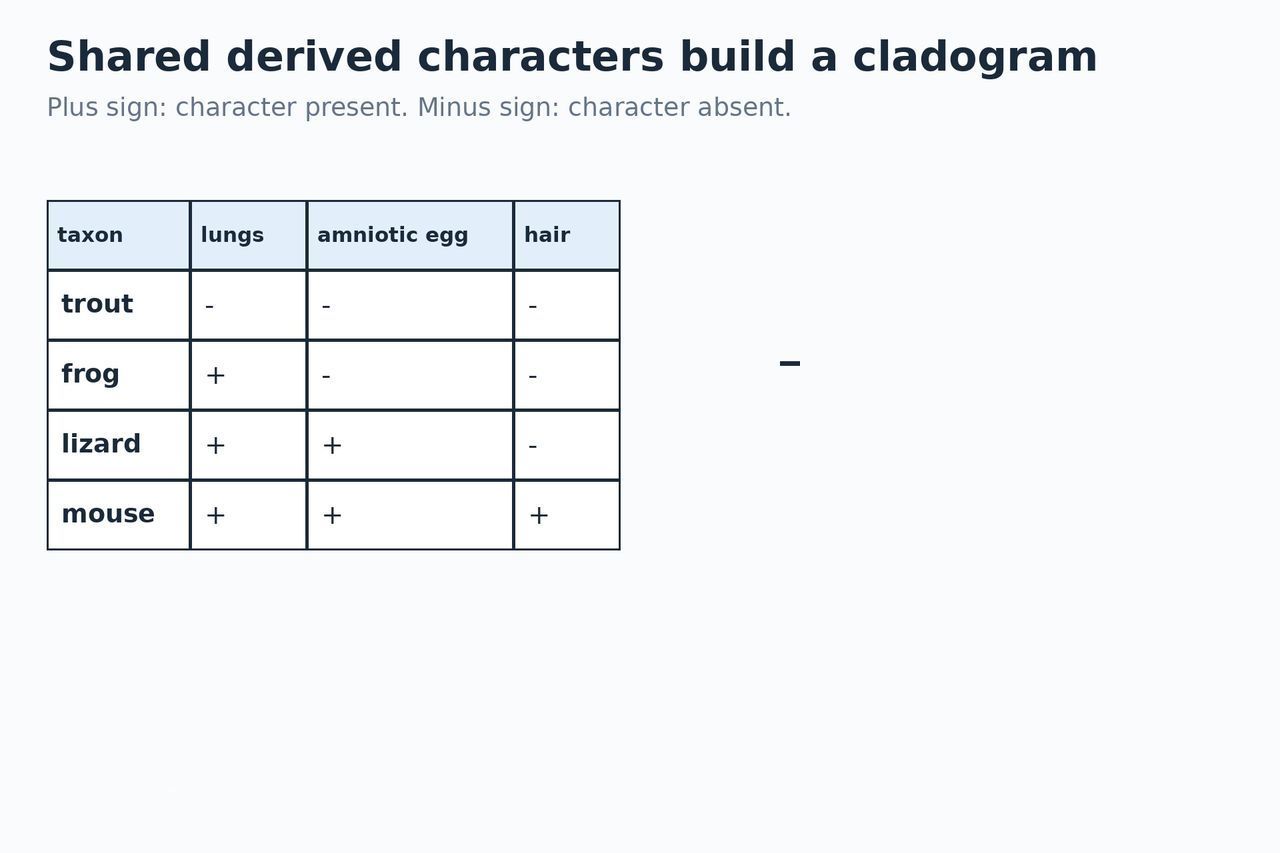 Shared derived characters build a cladogram
Plus sign: character present. Minus sign: character absent.
taxon lungs amniotic egg hair
trout - - -
frog + - -
lizard + + -
mouse + + +